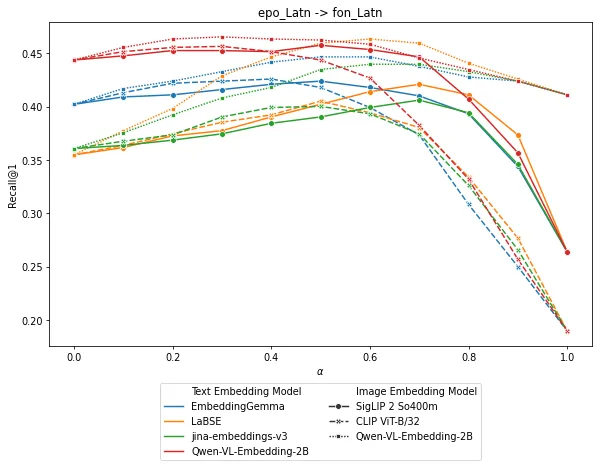 epo_Latn -> fon_Latn
Recall@1
0.45
0.40
0.35
0.30
0.25
0.20
0.0 0.2 0.4 0.6 0.8 1.0
α
Text Embedding Model Image Embedding Model
EmbeddingGemma SigLIP 2 So400m
LaBSE CLIP ViT-B/32
jina-embeddings-v3 Qwen-VL-Embedding-2B
Qwen-VL-Embedding-2B